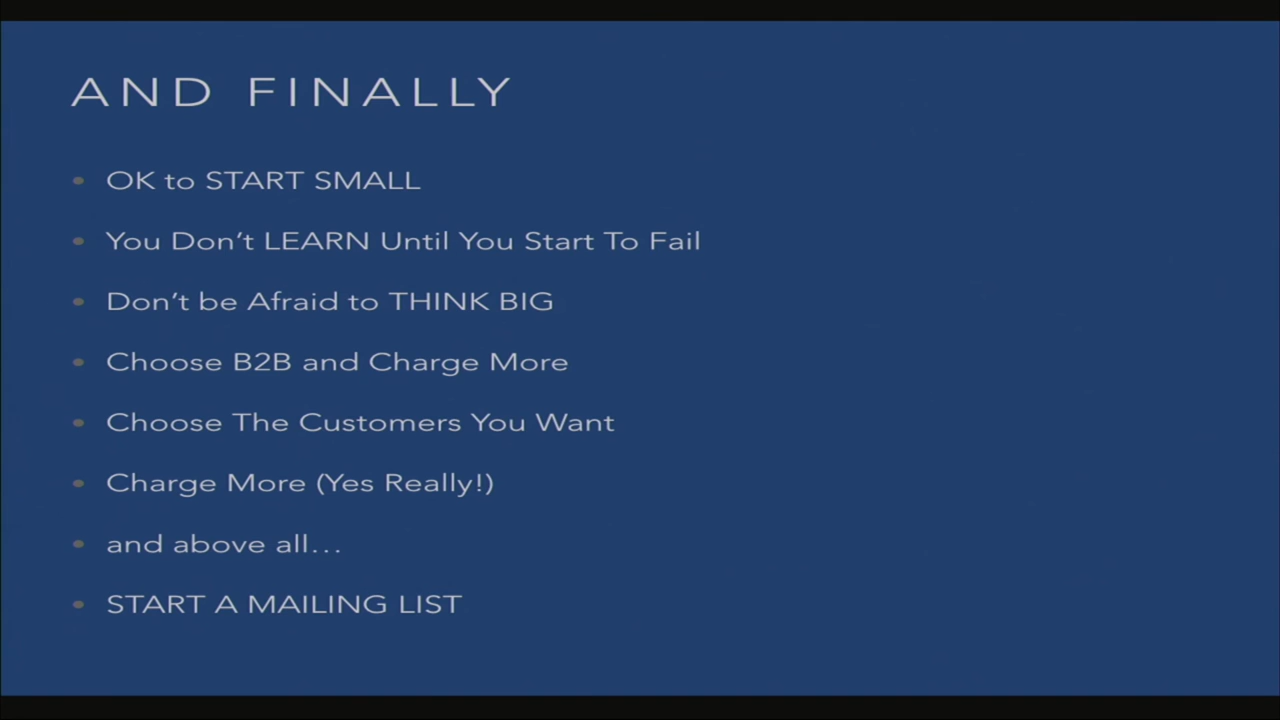 AND FINALLY
OK to START SMALL
You Don't LEARN Until You Start To Fail
Don't be Afraid to THINK BIG
Choose B2B and Charge More
Choose The Customers You Want
Charge More (Yes Really!)
and above all...
START A MAILING LIST